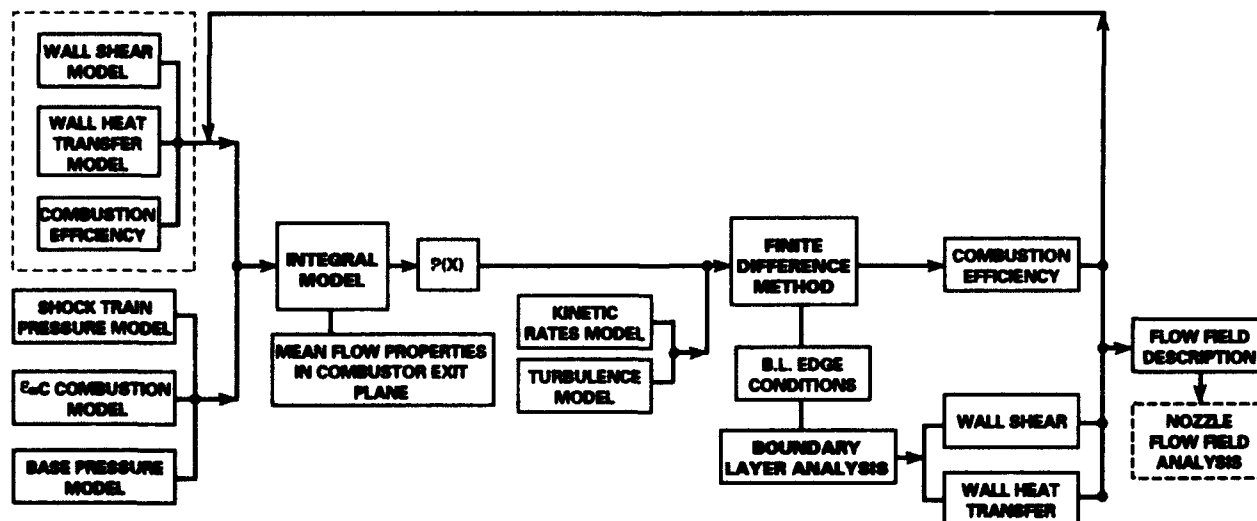 WALL SHEAR
MODEL
WALL HEAT
TRANSFER
MODEL
COMBUSTION
EFFICIENCY
SHOCK TRAIN
PRESSURE MODEL
COMBUSTION
MODEL
BASE PRESSURE
MODEL
INTEGRAL
MODEL
P(X)
MEAN FLOW PROPERTIES
IN COMBUSTOR EXIT
PLANE
KINETIC
RATES MODEL
TURBULENCE
MODEL
FINITE
DIFFERENCE
METHOD
B.L. EDGE
CONDITIONS
BOUNDARY
LAYER ANALYSIS
COMBUSTION
EFFICIENCY
WALL SHEAR
WALL HEAT
TRANSFER
FLOW FIELD
DESCRIPTION
NOZZLE
FLOW FIELD
ANALYSIS